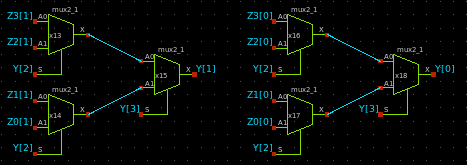 mux2_1
Z3[1] A0
x13 X
Z2[1] A1
Y[2] S
mux2_1
A0
x15 X Y[1]
A1
Y[3] S
mux2_1
Z1[1] A0
x14 X
Z0[1] A1
Y[2] S
mux2_1
Z3[0] A0
x16 X
Z2[0] A1
Y[2] S
mux2_1
A0
x18 X Y[0]
A1
Y[3] S
mux2_1
Z1[0] A0
x17 X
Z0[0] A1
Y[2] S